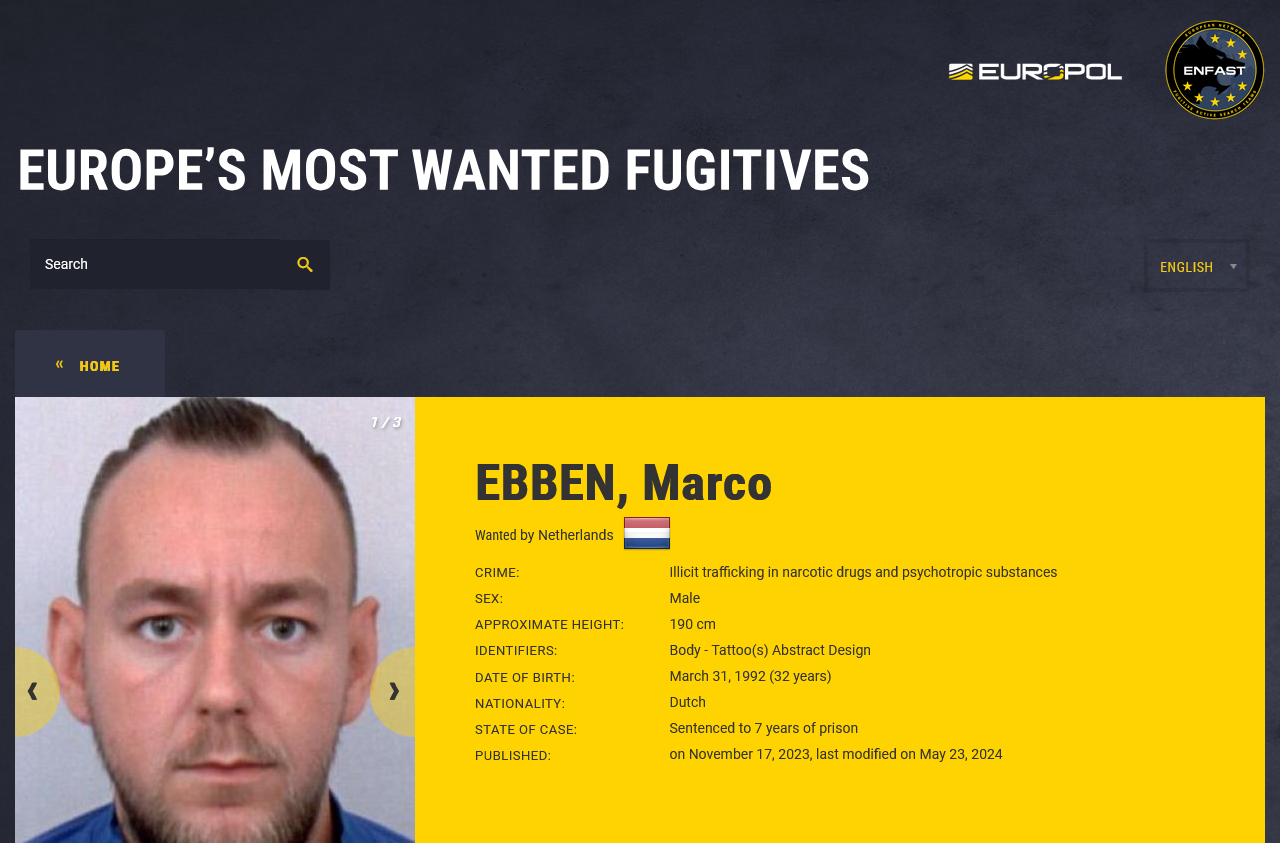 EUROPOL
EUROPEAN NETWORK
ENFAST
FUGITIVE ACTIVE SEARCH TEAMS
EUROPE’S MOST WANTED FUGITIVES
Search
ENGLISH
« HOME
1 / 3
EBBEN, Marco
Wanted by Netherlands
CRIME: Illicit trafficking in narcotic drugs and psychotropic substances
SEX: Male
APPROXIMATE HEIGHT: 190 cm
IDENTIFIERS: Body - Tattoo(s) Abstract Design
DATE OF BIRTH: March 31, 1992 (32 years)
NATIONALITY: Dutch
STATE OF CASE: Sentenced to 7 years of prison
PUBLISHED: on November 17, 2023, last modified on May 23, 2024